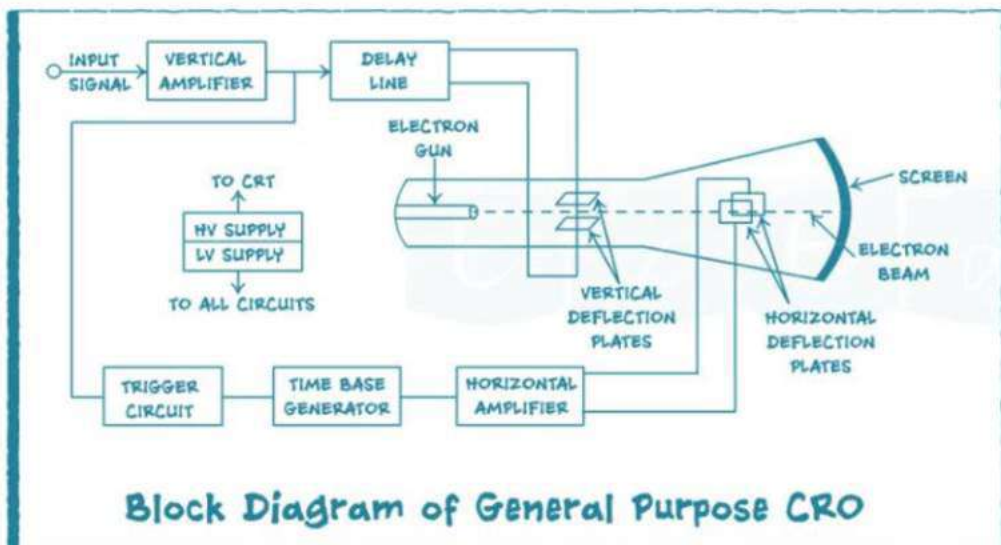 INPUT
SIGNAL
VERTICAL
AMPLIFIER
DELAY
LINE
ELECTRON
GUN
TO CRT
HV SUPPLY
LV SUPPLY
TO ALL CIRCUITS
SCREEN
ELECTRON
BEAM
VERTICAL
DEFLECTION
PLATES
HORIZONTAL
DEFLECTION
PLATES
TRIGGER
CIRCUIT
TIME BASE
GENERATOR
HORIZONTAL
AMPLIFIER
Block Diagram of General Purpose CRO